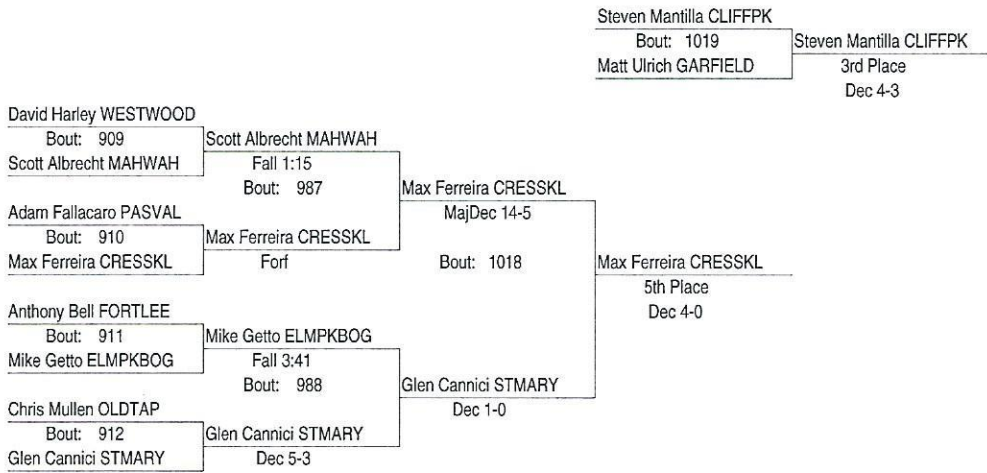 Steven Mantilla CLIFFPK
Bout: 1019
Matt Ulrich GARFIELD
Steven Mantilla CLIFFPK
3rd Place
Dec 4-3
David Harley WESTWOOD
Bout: 909
Scott Albrecht MAHWAH
Scott Albrecht MAHWAH
Fall 1:15
Bout: 987
Adam Fallacaro PASVAL
Bout: 910
Max Ferreira CRESSKL
Max Ferreira CRESSKL
Forf
Max Ferreira CRESSKL
MajDec 14-5
Bout: 1018
Max Ferreira CRESSKL
5th Place
Dec 4-0
Anthony Bell FORTLEE
Bout: 911
Mike Getto ELMPKBOG
Mike Getto ELMPKBOG
Fall 3:41
Bout: 988
Chris Mullen OLDTAP
Bout: 912
Glen Cannici STMARY
Glen Cannici STMARY
Dec 5-3
Glen Cannici STMARY
Dec 1-0